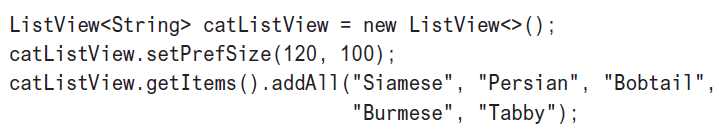 ListView<String> catListView = new ListView<>();
catListView.setPrefSize(120, 100);
catListView.getItems().addAll("Siamese", "Persian", "Bobtail",
"Burmese", "Tabby");